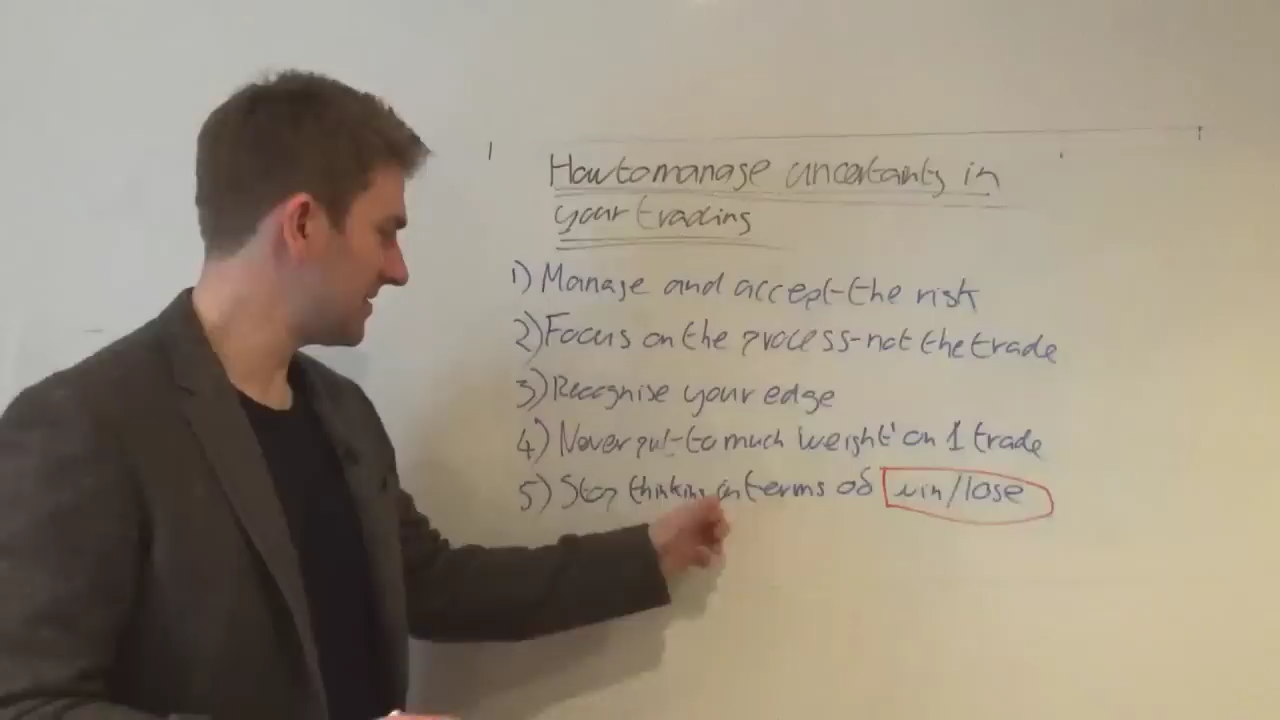 How to manage uncertanty in
your trading
1) Manage and accept the risk
2) Focus on the process - not the trade
3) Recognise your edge
4) Never put to much 'weight' on 1 trade
5) Stop thinking in terms of win/lose